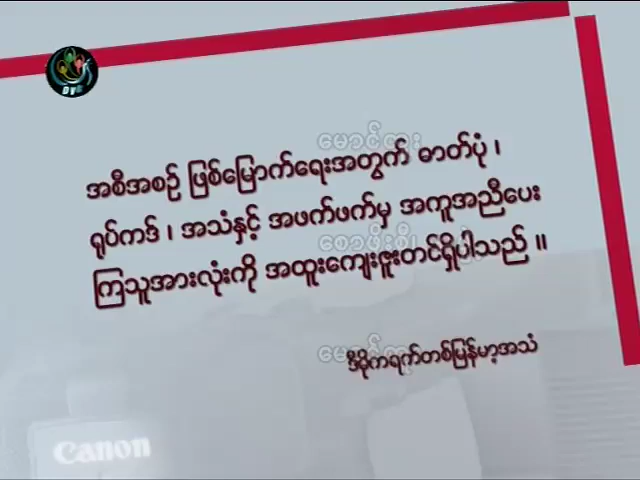 DVB
အစီအစဉ် ဖြစ်မြောက်ရေးအတွက် ဓာတ်ပုံ ၊
ရုပ်ကဒ် ၊ အသံနှင့် အဖက်ဖက်မှ အကူအညီပေး
ကြသူအားလုံးကို အထူးကျေးဇူးတင်ရှိပါသည် ။
ဒီမိုကရက်တစ်မြန်မာ့အသံ
Canon